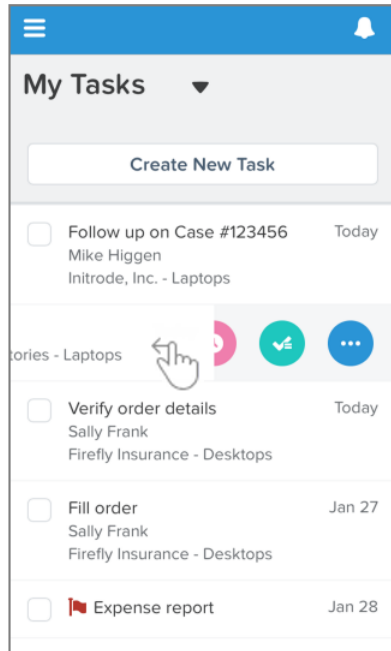 My Tasks
Create New Task
Follow up on Case #123456 Today
Mike Higgen
Initrode, Inc. - Laptops
tories - Laptops
Verify order details Today
Sally Frank
Firefly Insurance - Desktops
Fill order Jan 27
Sally Frank
Firefly Insurance - Desktops
Expense report Jan 28